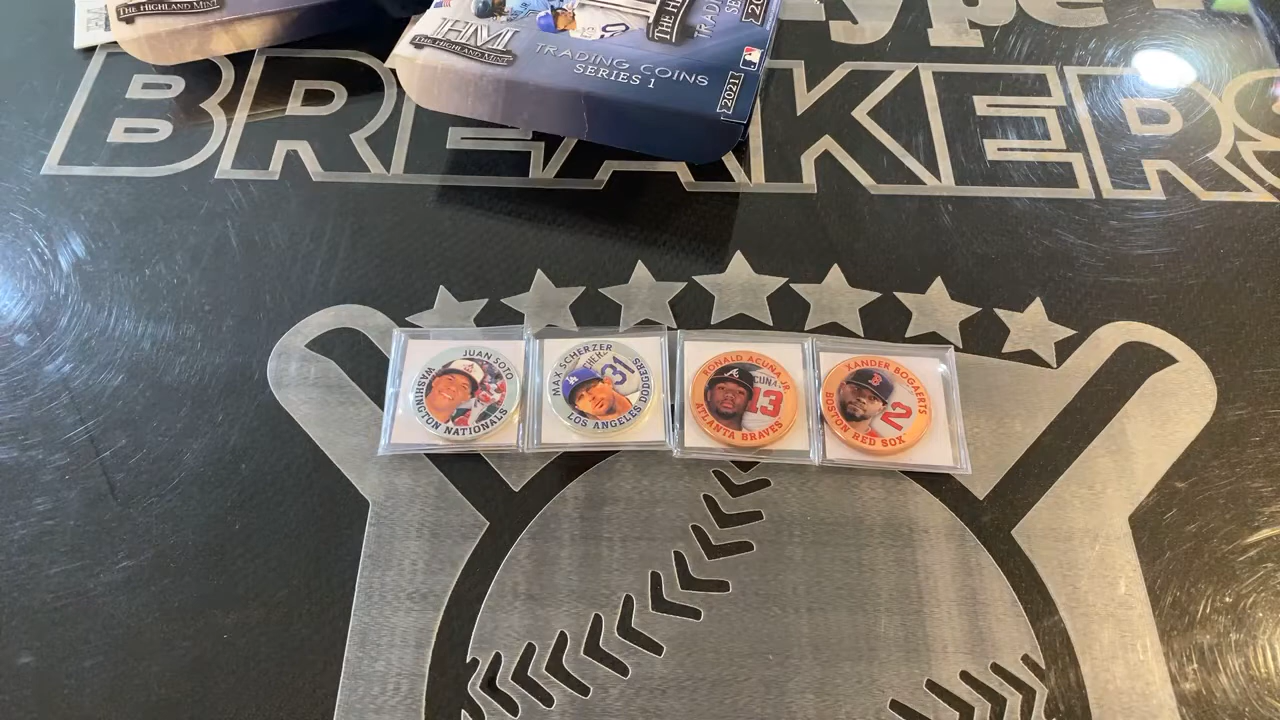 THE HIGHLAND MINT
HM
THE HIGHLAND MINT
TRADING COINS
SERIES 1
2021
ype
BREAKERS
JUAN SOTO
WASHINGTON NATIONALS
MAX SCHERZER
31
LOS ANGELES DODGERS
RONALD ACUNA JR.
ACUNA JR.
13
ATLANTA BRAVES
XANDER BOGAERTS
2
BOSTON RED SOX